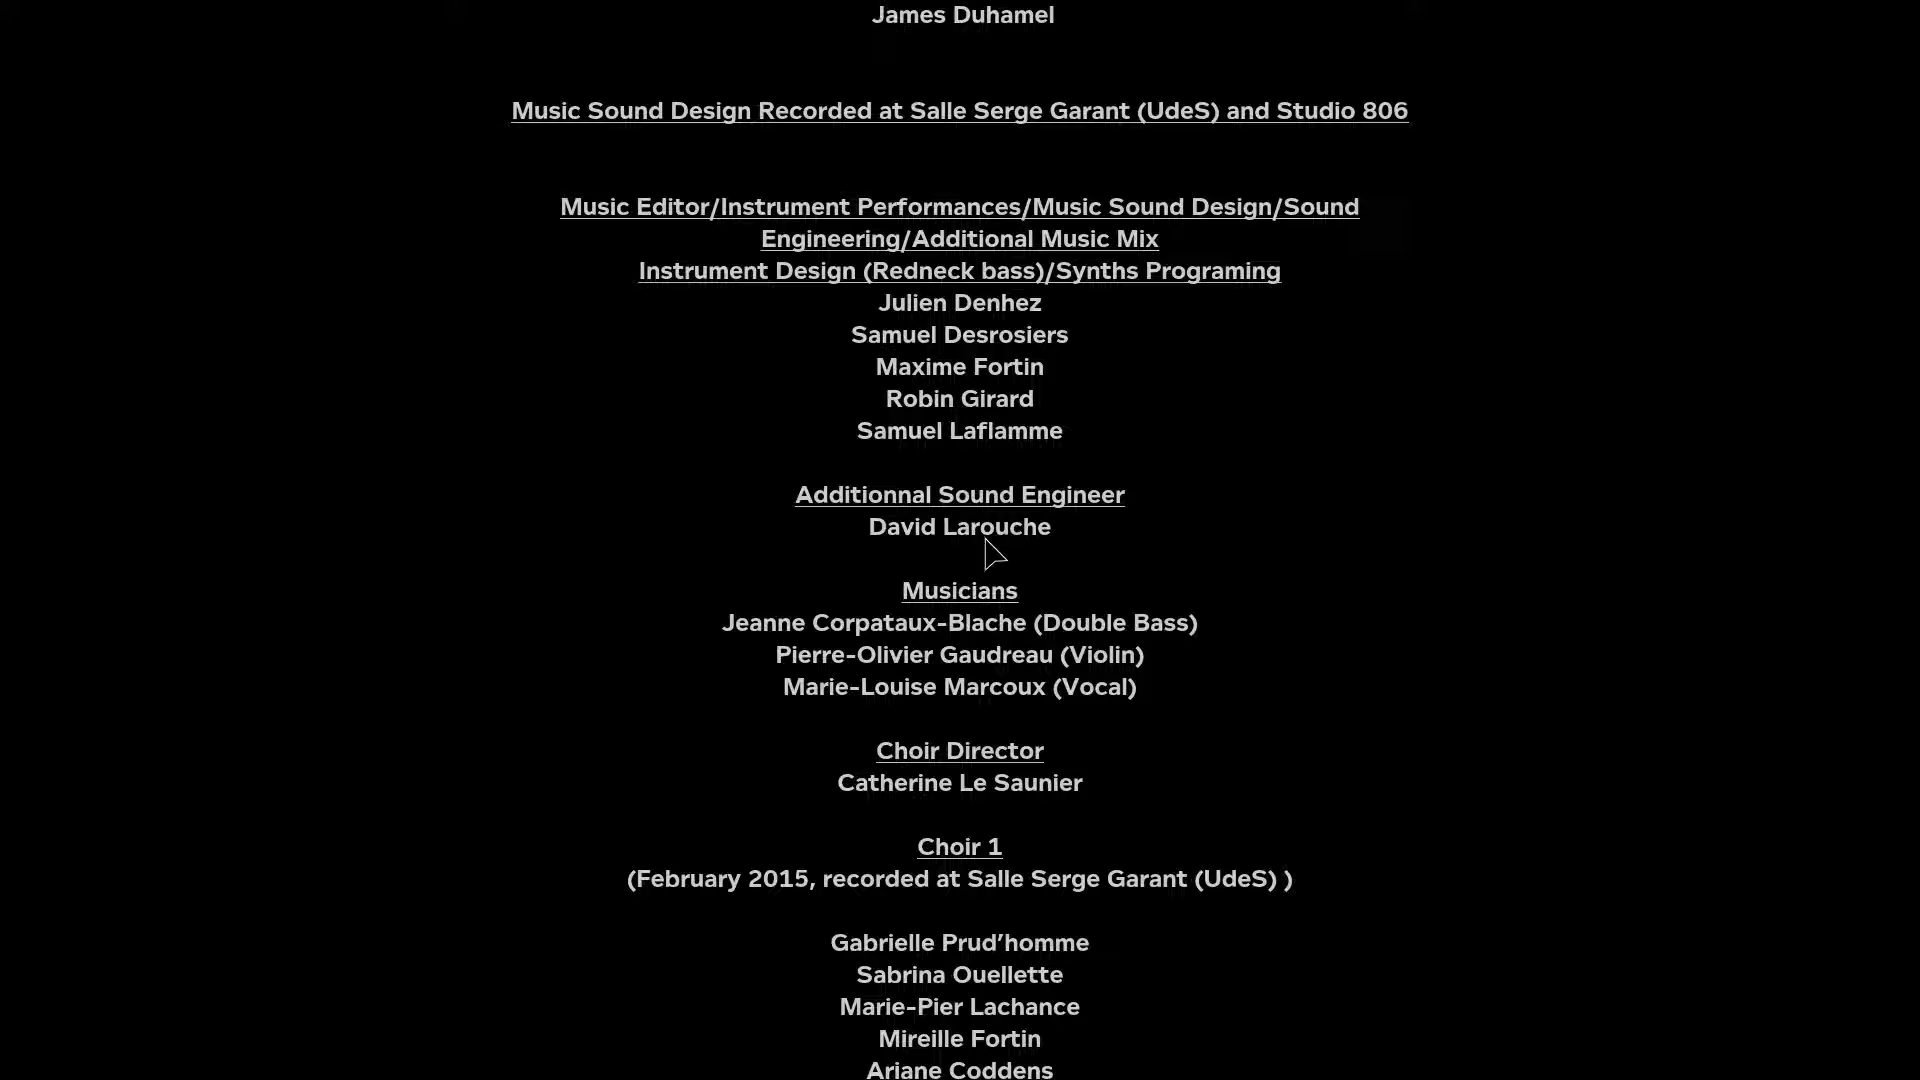 James Duhamel
Music Sound Design Recorded at Salle Serge Garant (UdeS) and Studio 806
Music Editor/Instrument Performances/Music Sound Design/Sound
Engineering/Additional Music Mix
Instrument Design (Redneck bass)/Synths Programing
Julien Denhez
Samuel Desrosiers
Maxime Fortin
Robin Girard
Samuel Laflamme
Additionnal Sound Engineer
David Larouche
Musicians
Jeanne Corpataux-Blache (Double Bass)
Pierre-Olivier Gaudreau (Violin)
Marie-Louise Marcoux (Vocal)
Choir Director
Catherine Le Saunier
Choir 1
(February 2015, recorded at Salle Serge Garant (UdeS) )
Gabrielle Prud’homme
Sabrina Ouellette
Marie-Pier Lachance
Mireille Fortin
Ariane Coddens